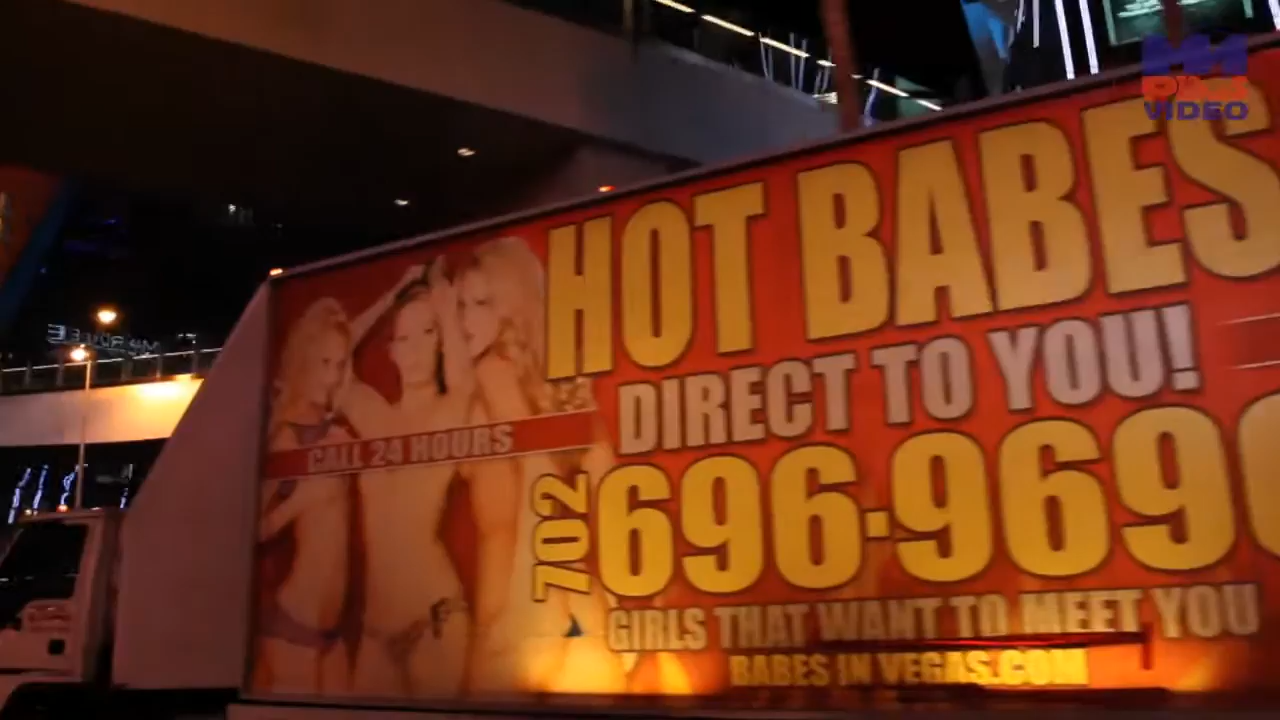 HOT BABES
DIRECT TO YOU!
CALL 24 HOURS
702
696-969
GIRLS THAT WANT TO MEET YOU
BABES IN VEGAS.COM
VIDEO